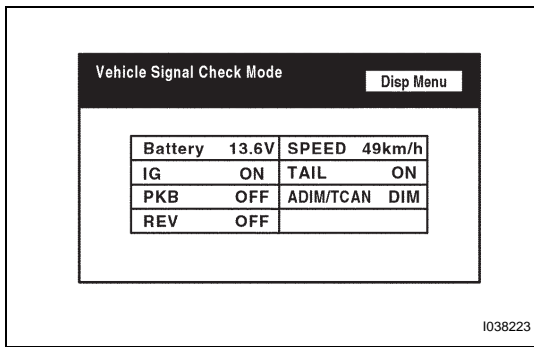 Vehicle Signal Check Mode
Disp Menu
Battery 13.6V SPEED 49km/h
IG ON TAIL ON
PKB OFF ADIM/TCAN DIM
REV OFF
I038223